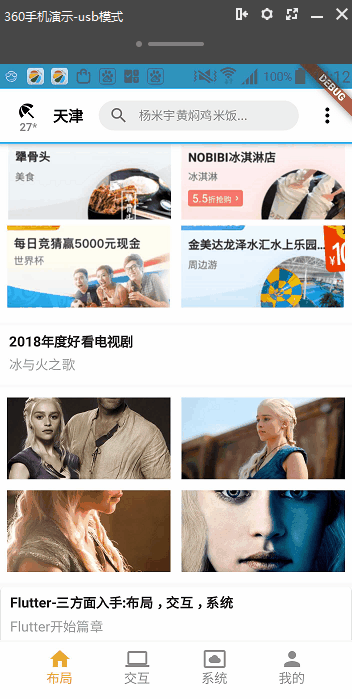 360手机演示-usb模式
100%
12
DEBUG
27°
天津
杨米宇黄焖鸡米饭...
犟骨头
美食
NOBIBI冰淇淋店
冰淇淋
5.5折抢购 >
每日竞猜赢5000元现金
世界杯
金美达龙泽水汇水上乐园...
周边游
¥10
2018年度好看电视剧
冰与火之歌
Flutter-三方面入手:布局，交互，系统
Flutter开始篇章
布局
交互
系统
我的